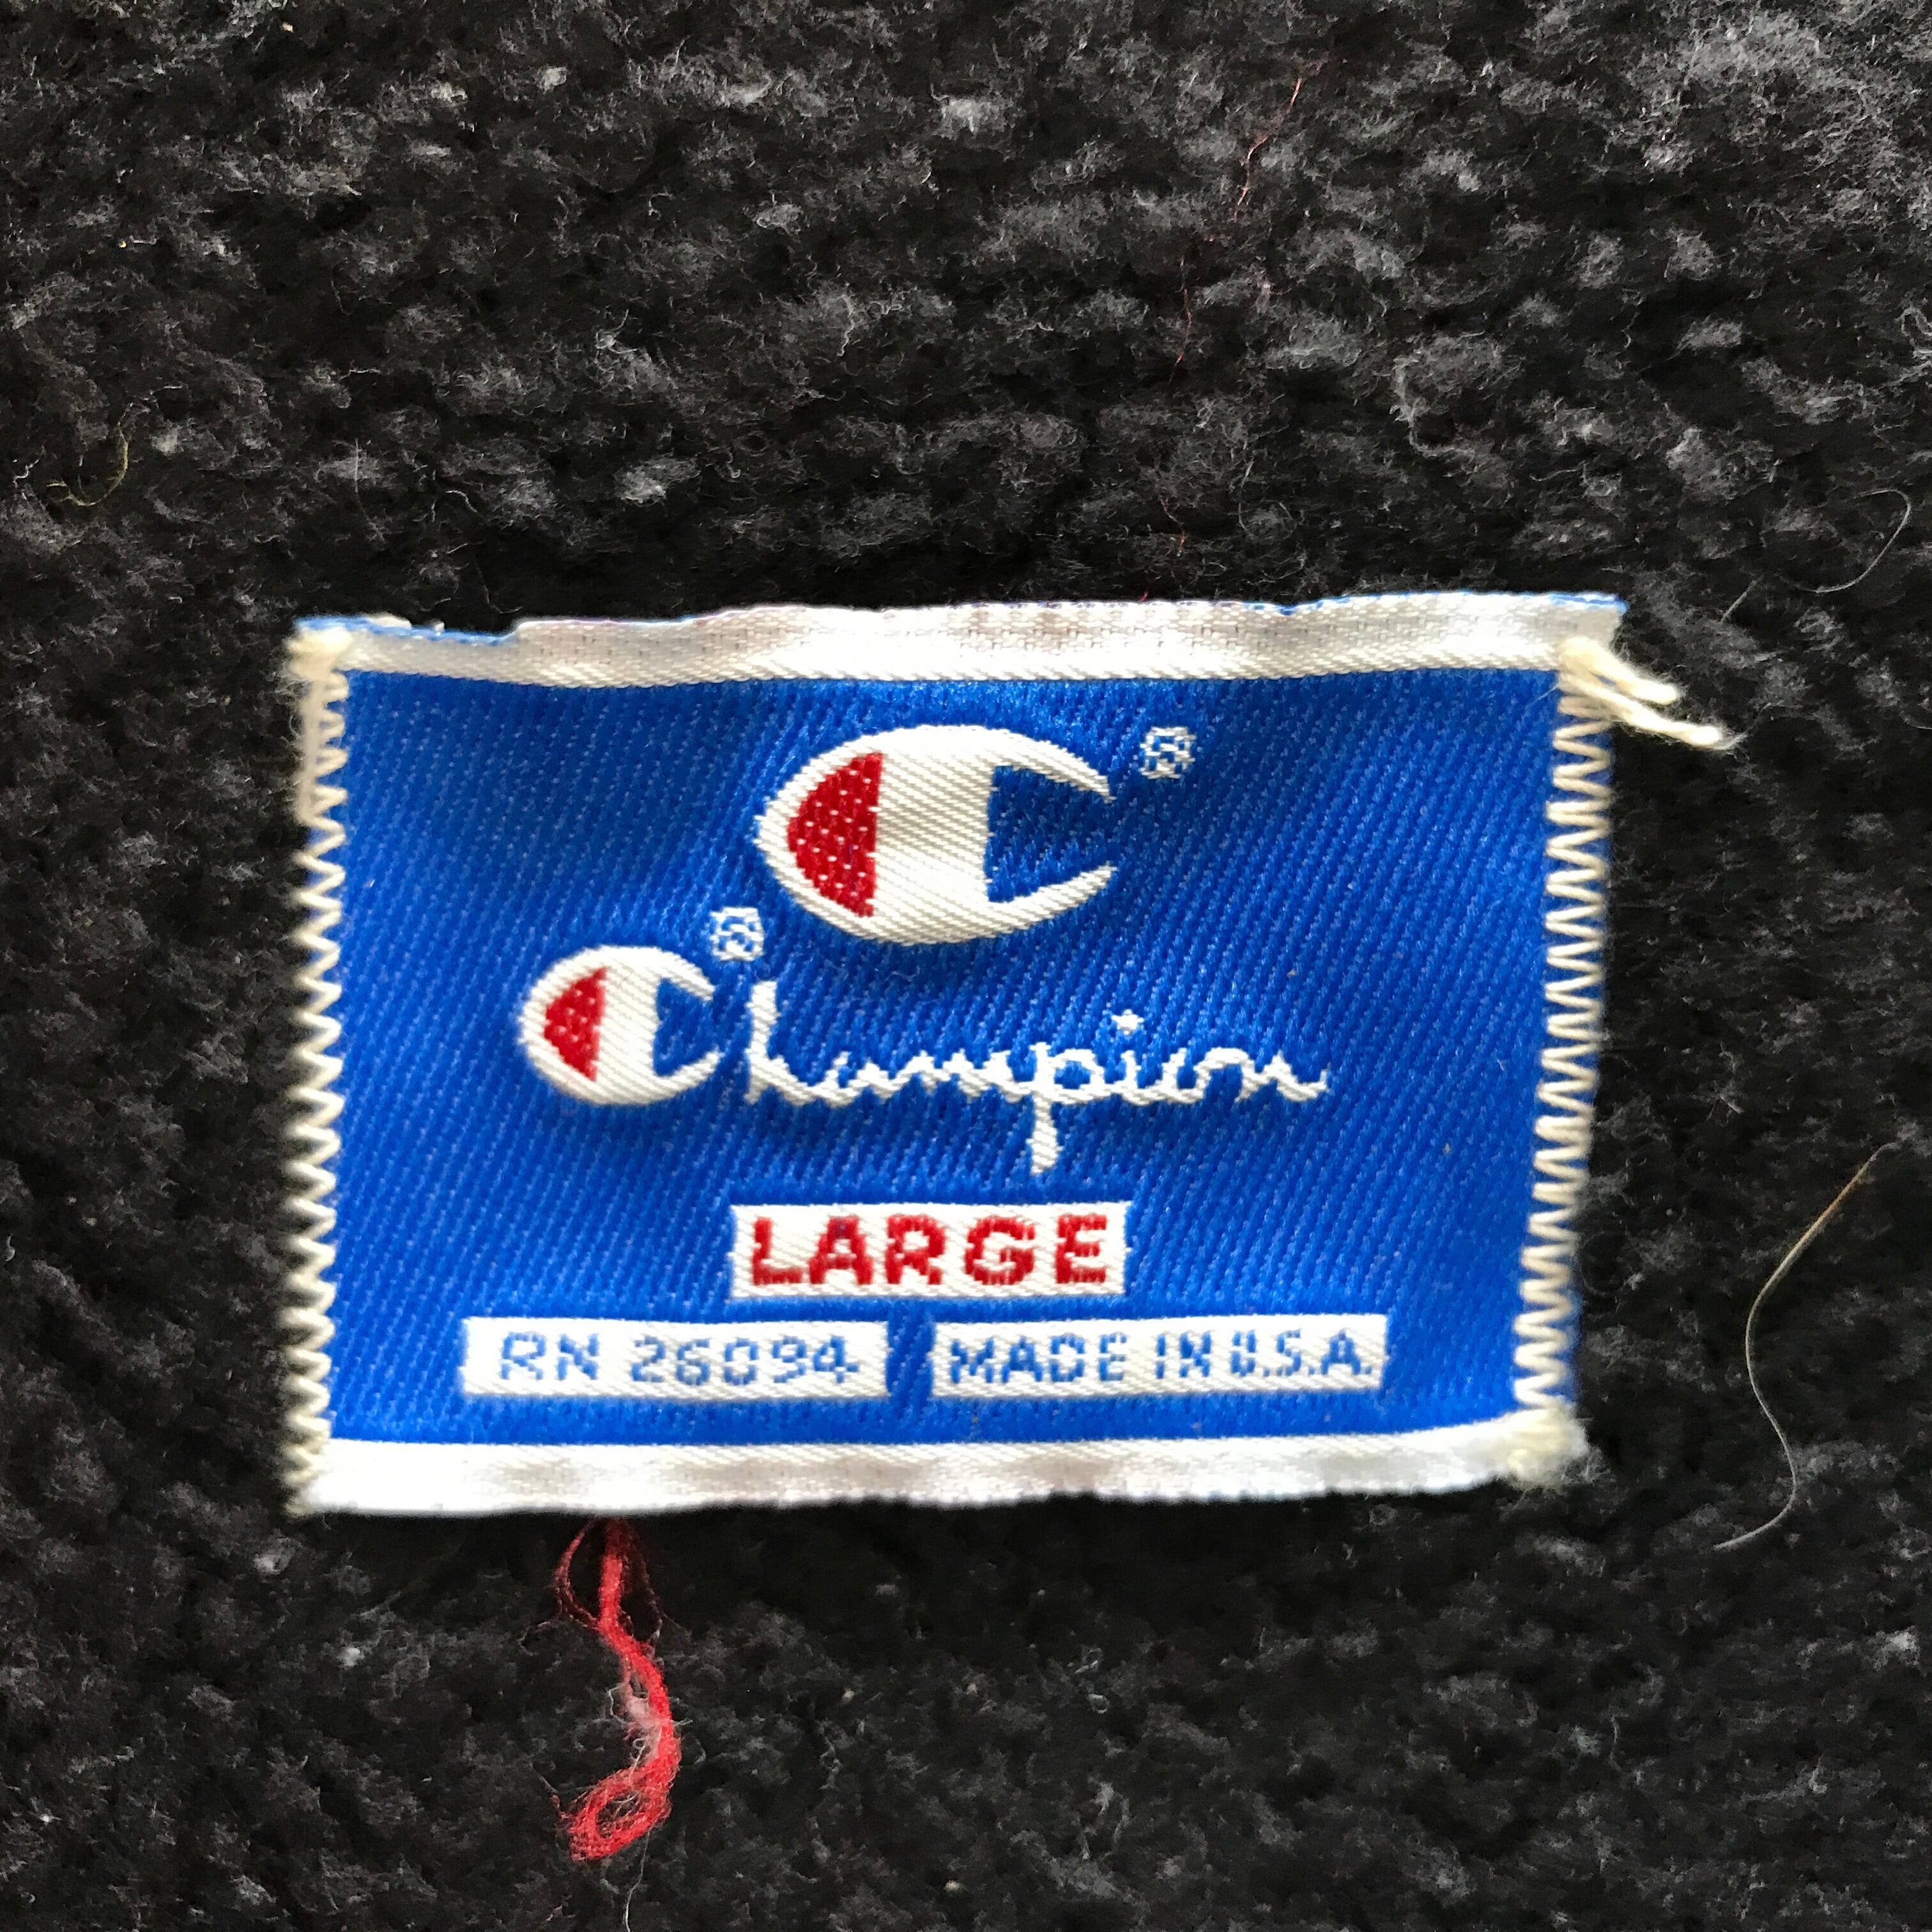 C®
Champion®
LARGE
RN 26094 MADE IN U.S.A.